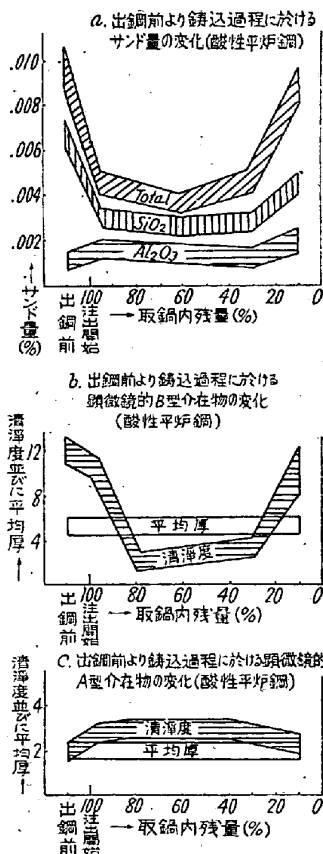 a. 出鋼前より鋳込過程に於ける
サンド量の変化(酸性平炉鋼)
.010
.008
.006
.004
.002
Total
SiO₂
Al₂O₃
サンド量(%)
出鋼前
注出開始
100 80 60 40 20 0
→取鍋内残量(%)
b. 出鋼前より鋳込過程に於ける
顕微鏡的B型介在物の変化
(酸性平炉鋼)
清浄度並びに平均厚→
12
8
4
平均厚
清浄度
出鋼前
注出開始
100 80 60 40 20 0
→取鍋内残量(%)
C. 出鋼前より鋳込過程に於ける顕微鏡的
A型介在物の変化(酸性平炉鋼)
清浄度並びに平均厚→
4
2
清浄度
平均厚
出鋼前
注出開始
100 80 60 40 20 0
→取鍋内残量(%)